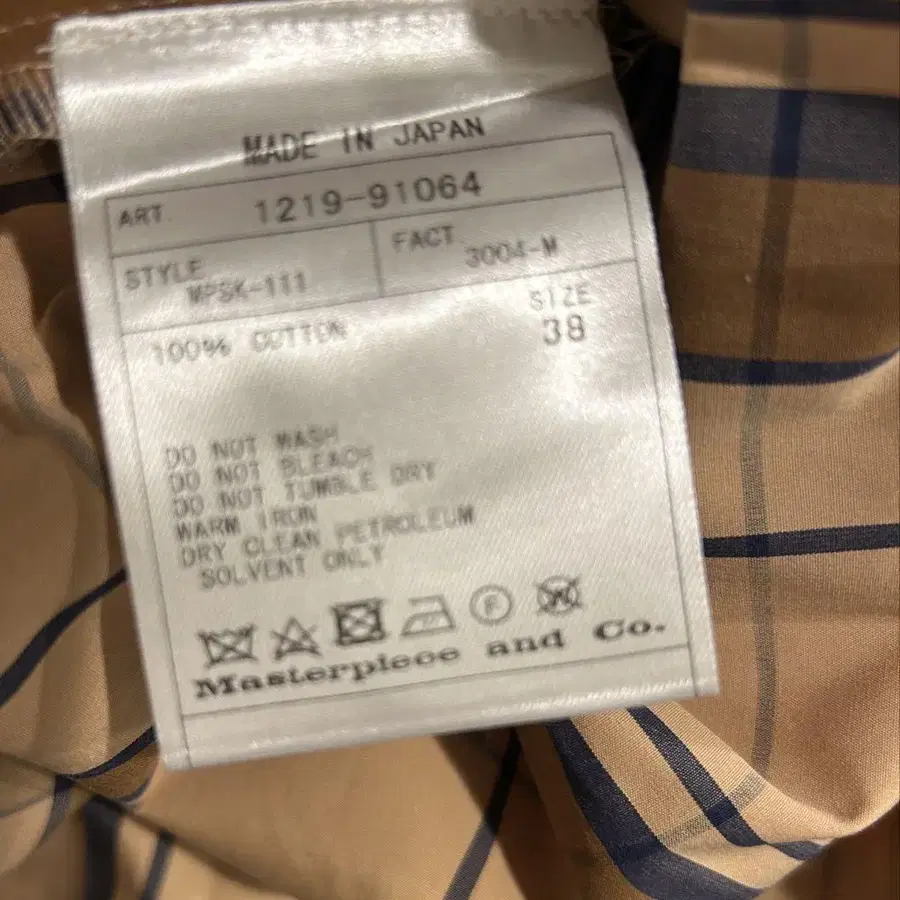 MADE IN JAPAN
ART. 1219-91064
STYLE
MPSK-111
FACT
3004-M
100% COTTON
SIZE
38
DO NOT WASH
DO NOT BLEACH
DO NOT TUMBLE DRY
WARM IRON
DRY CLEAN PETROLEUM
SOLVENT ONLY
F
Masterpiece and Co.